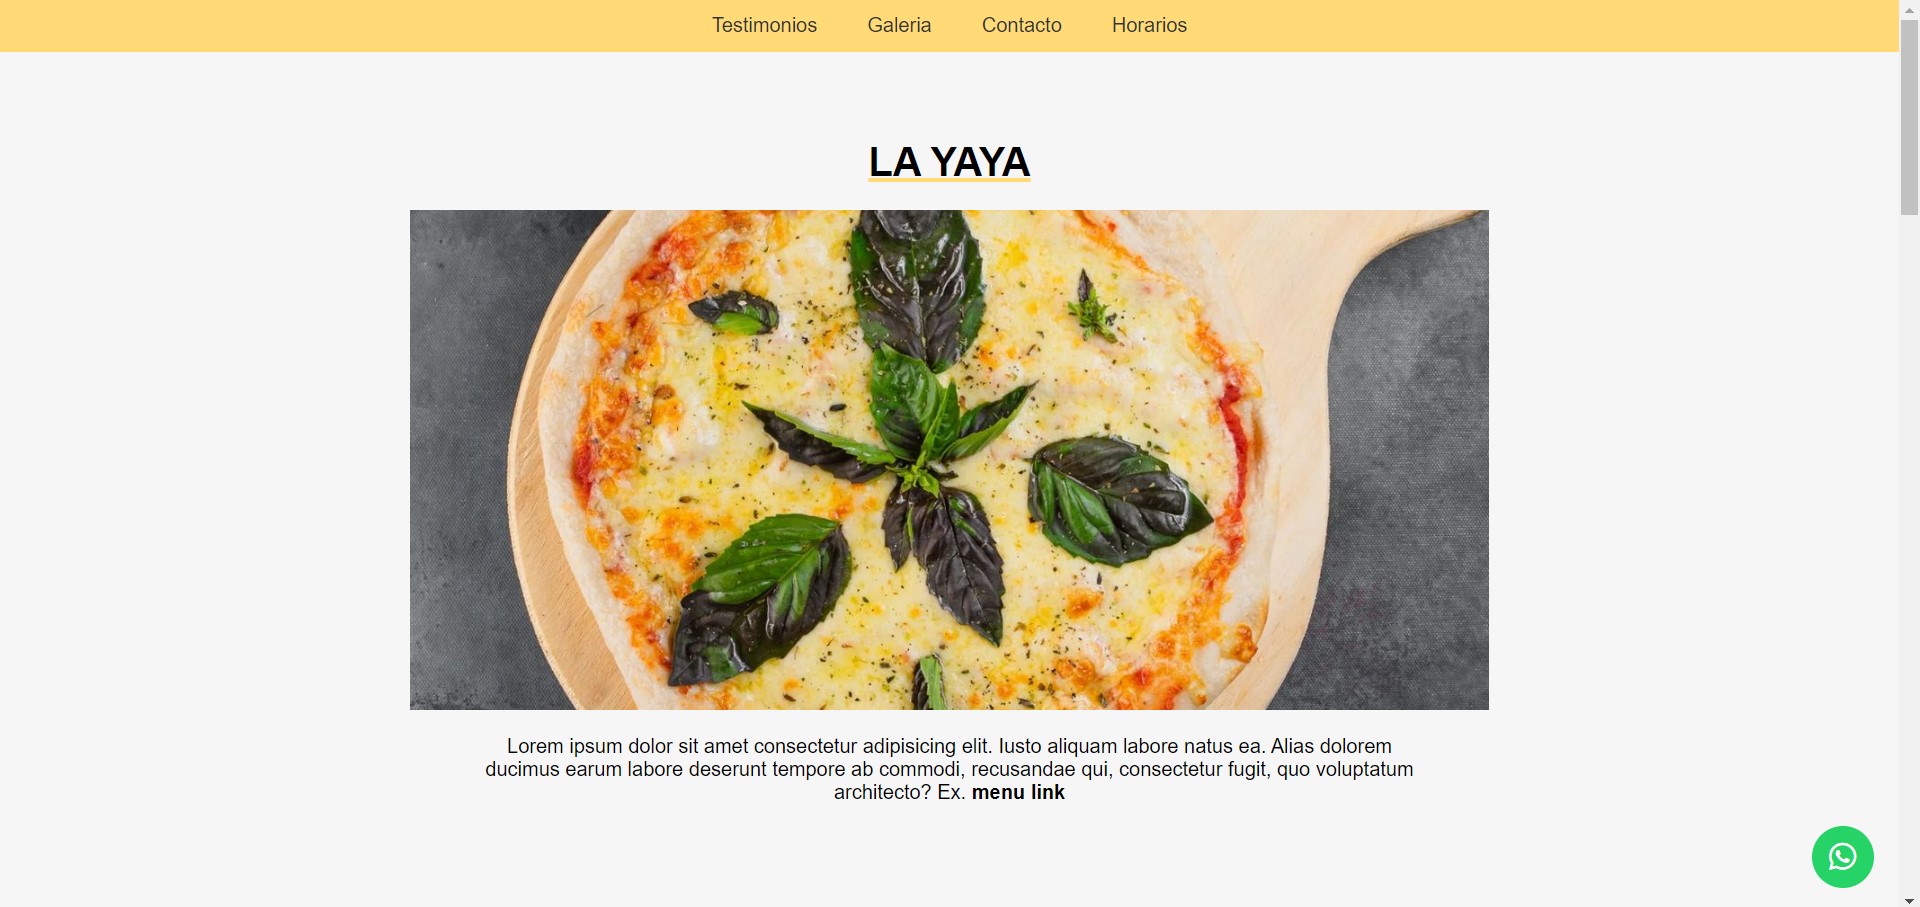 Testimonios Galeria Contacto Horarios
LA YAYA
Lorem ipsum dolor sit amet consectetur adipisicing elit. Iusto aliquam labore natus ea. Alias dolorem
ducimus earum labore deserunt tempore ab commodi, recusandae qui, consectetur fugit, quo voluptatum
architecto? Ex. menu link